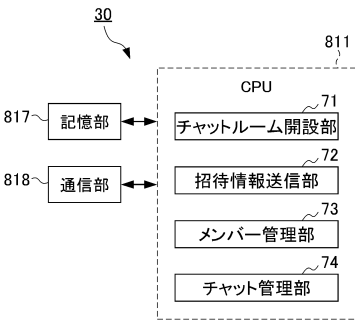 30
811
CPU
817
記憶部
71
チャットルーム開設部
818
通信部
72
招待情報送信部
73
メンバー管理部
74
チャット管理部